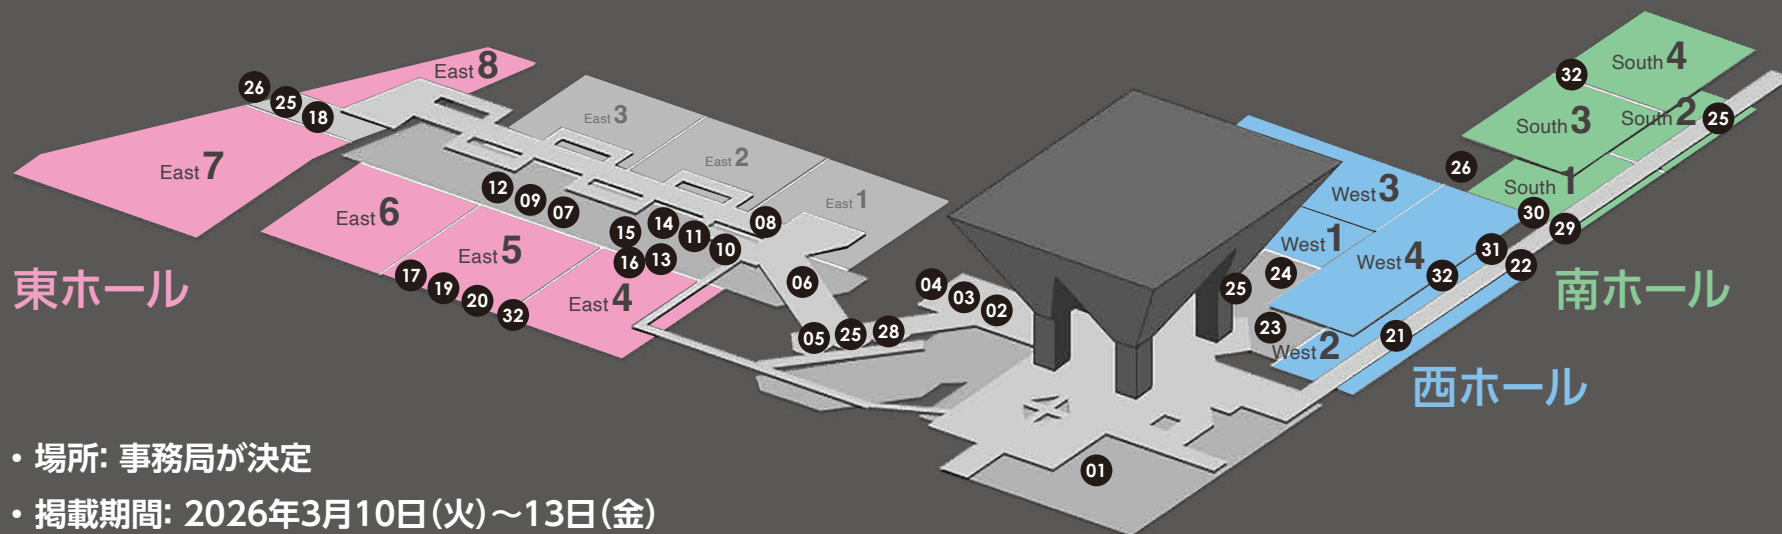 East 8
26
25
18
East 7
East 3
East 2
East 1
12
09
07
15
14
11
10
08
16
13
East 6
East 5
East 4
17
19
20
32
東ホール
06
04
03
02
05
25
28
01
West 3
West 1
West 4
West 2
25
24
23
32
31
22
21
西ホール
South 4
South 3
South 2
South 1
32
25
26
30
29
南ホール
・場所: 事務局が決定
・掲載期間: 2026年3月10日(火)～13日(金)